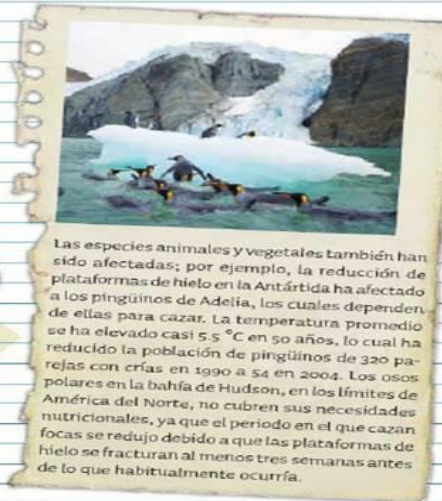 Las especies animales y vegetales también han
sido afectadas; por ejemplo, la reducción de
plataformas de hielo en la Antártida ha afectado
a los pingüinos de Adelia, los cuales dependen
de ellas para cazar. La temperatura promedio
se ha elevado casi 5.5 °C en 50 años, lo cual ha
reducido la población de pingüinos de 320 pa-
rejas con crías en 1990 a 54 en 2004. Los osos
polares en la bahía de Hudson, en los límites de
América del Norte, no cubren sus necesidades
nutricionales, ya que el periodo en el que cazan
focas se redujo debido a que las plataformas de
hielo se fracturan al menos tres semanas antes
de lo que habitualmente ocurría.